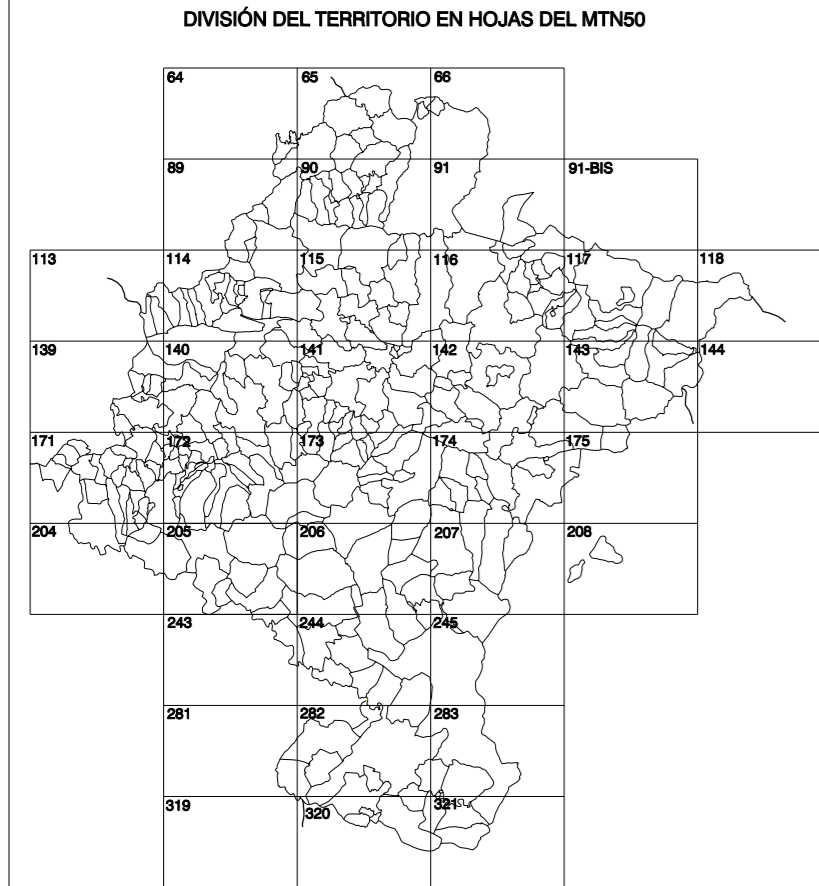 DIVISIÓN DEL TERRITORIO EN HOJAS DEL MTN50
64 65 66
89 90 91 91-BIS
113 114 115 116 117 118
139 140 141 142 143 144
171 172 173 174 175
204 205 206 207 208
243 244 245
281 282 283
319 320 321